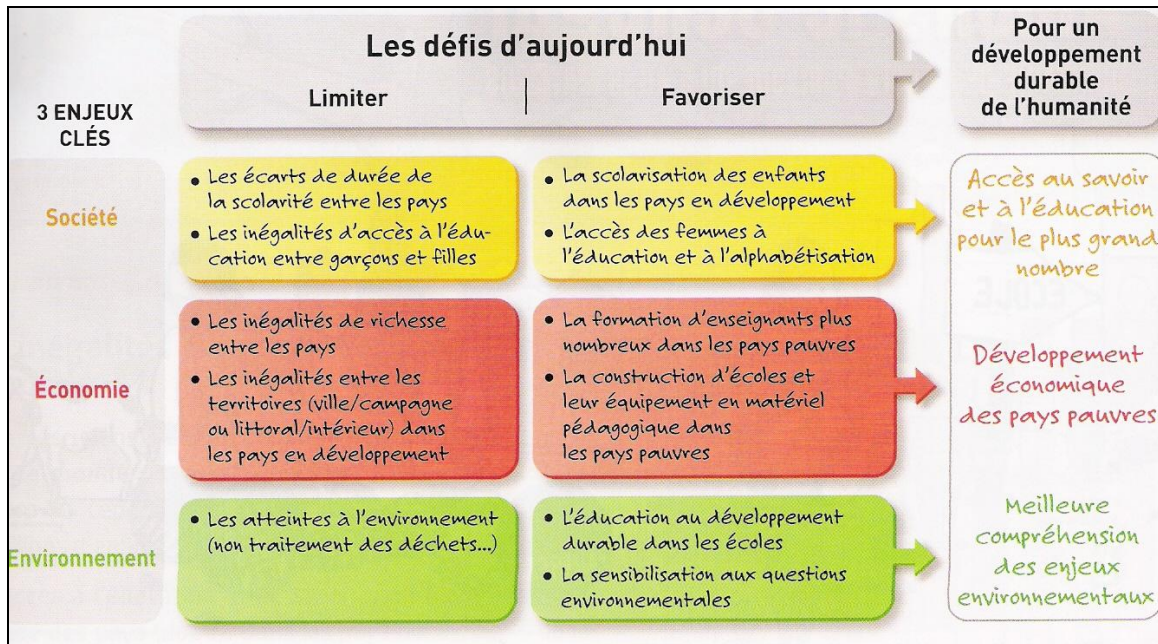 Les défis d'aujourd'hui
Limiter
Favoriser
Pour un
développement
durable
de l'humanité
3 ENJEUX
CLÉS
Société
• Les écarts de durée de
la scolarité entre les pays
• Les inégalités d'accès à l'édu-
cation entre garçons et filles
• La scolarisation des enfants
dans les pays en développement
• L'accès des femmes à
l'éducation et à l'alphabétisation
Accès au savoir
et à l'éducation
pour le plus grand
nombre
Économie
• Les inégalités de richesse
entre les pays
• Les inégalités entre les
territoires (ville/campagne
ou littoral/intérieur) dans
les pays en développement
• La formation d'enseignants plus
nombreux dans les pays pauvres
• La construction d'écoles et
leur équipement en matériel
pédagogique dans
les pays pauvres
Développement
économique
des pays pauvres
Environnement
• Les atteintes à l'environnement
(non traitement des déchets...)
• L'éducation au développement
durable dans les écoles
• La sensibilisation aux questions
environnementales
Meilleure
compréhension
des enjeux
environnementaux